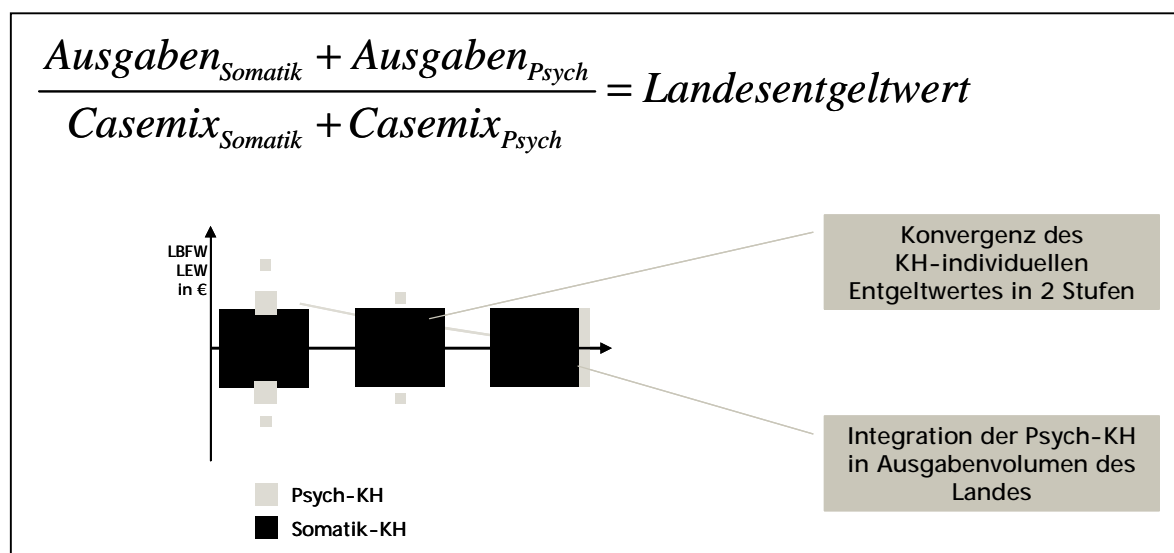 Ausgaben_Somatik + Ausgaben_Psych
Casemix_Somatik + Casemix_Psych
= Landesentgeltwert
LBFW
LEW
in €
Konvergenz des
KH-individuellen
Entgeltwertes in 2 Stufen
Integration der Psych-KH
in Ausgabenvolumen des
Landes
Psych-KH
Somatik-KH